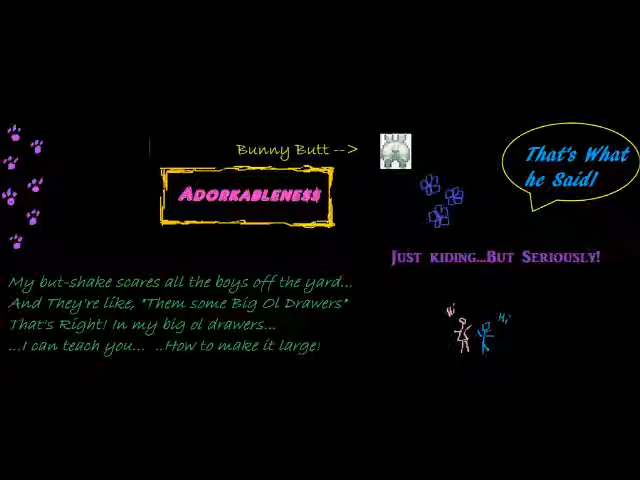 Bunny Butt -->
Adorkableness
That's What
he Said!
Just kiding...But Seriously!
My but-shake scares all the boys off the yard...
And They're like, "Them some Big Ol Drawers"
That's Right! In my big ol drawers...
...I can teach you... ..How to make it large!
Hi
Hi